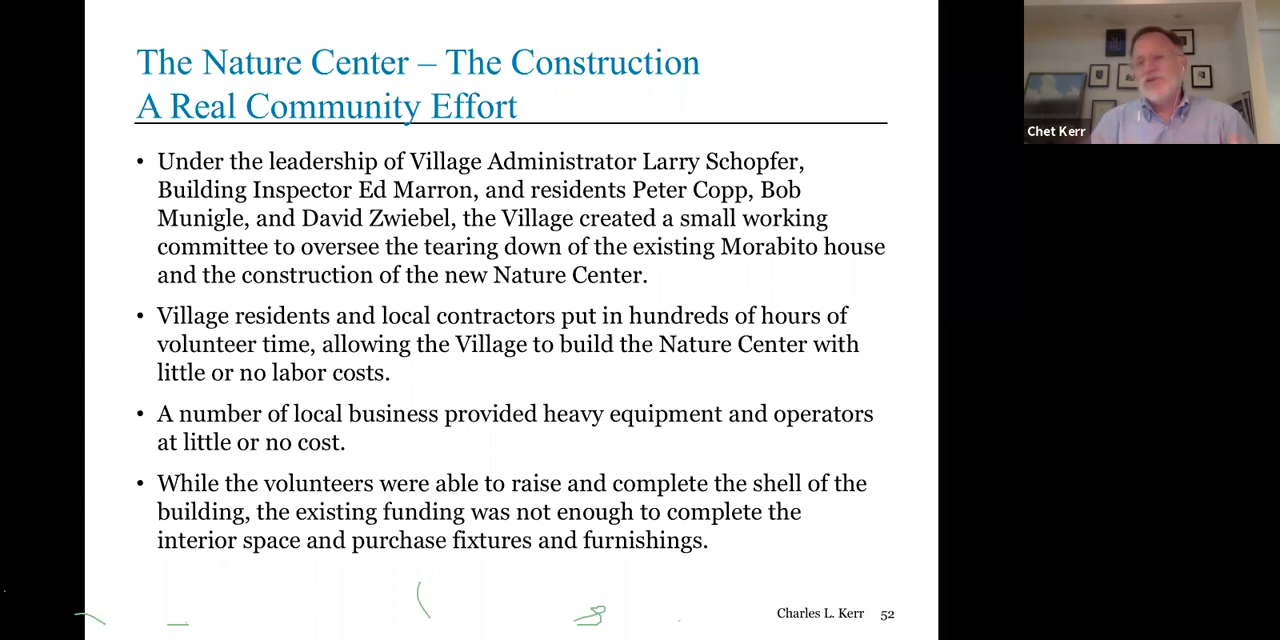 The Nature Center – The Construction
A Real Community Effort
• Under the leadership of Village Administrator Larry Schopfer,
Building Inspector Ed Marron, and residents Peter Copp, Bob
Munigle, and David Zwiebel, the Village created a small working
committee to oversee the tearing down of the existing Morabito house
and the construction of the new Nature Center.
• Village residents and local contractors put in hundreds of hours of
volunteer time, allowing the Village to build the Nature Center with
little or no labor costs.
• A number of local business provided heavy equipment and operators
at little or no cost.
• While the volunteers were able to raise and complete the shell of the
building, the existing funding was not enough to complete the
interior space and purchase fixtures and furnishings.
Charles L. Kerr 52
Chet Kerr